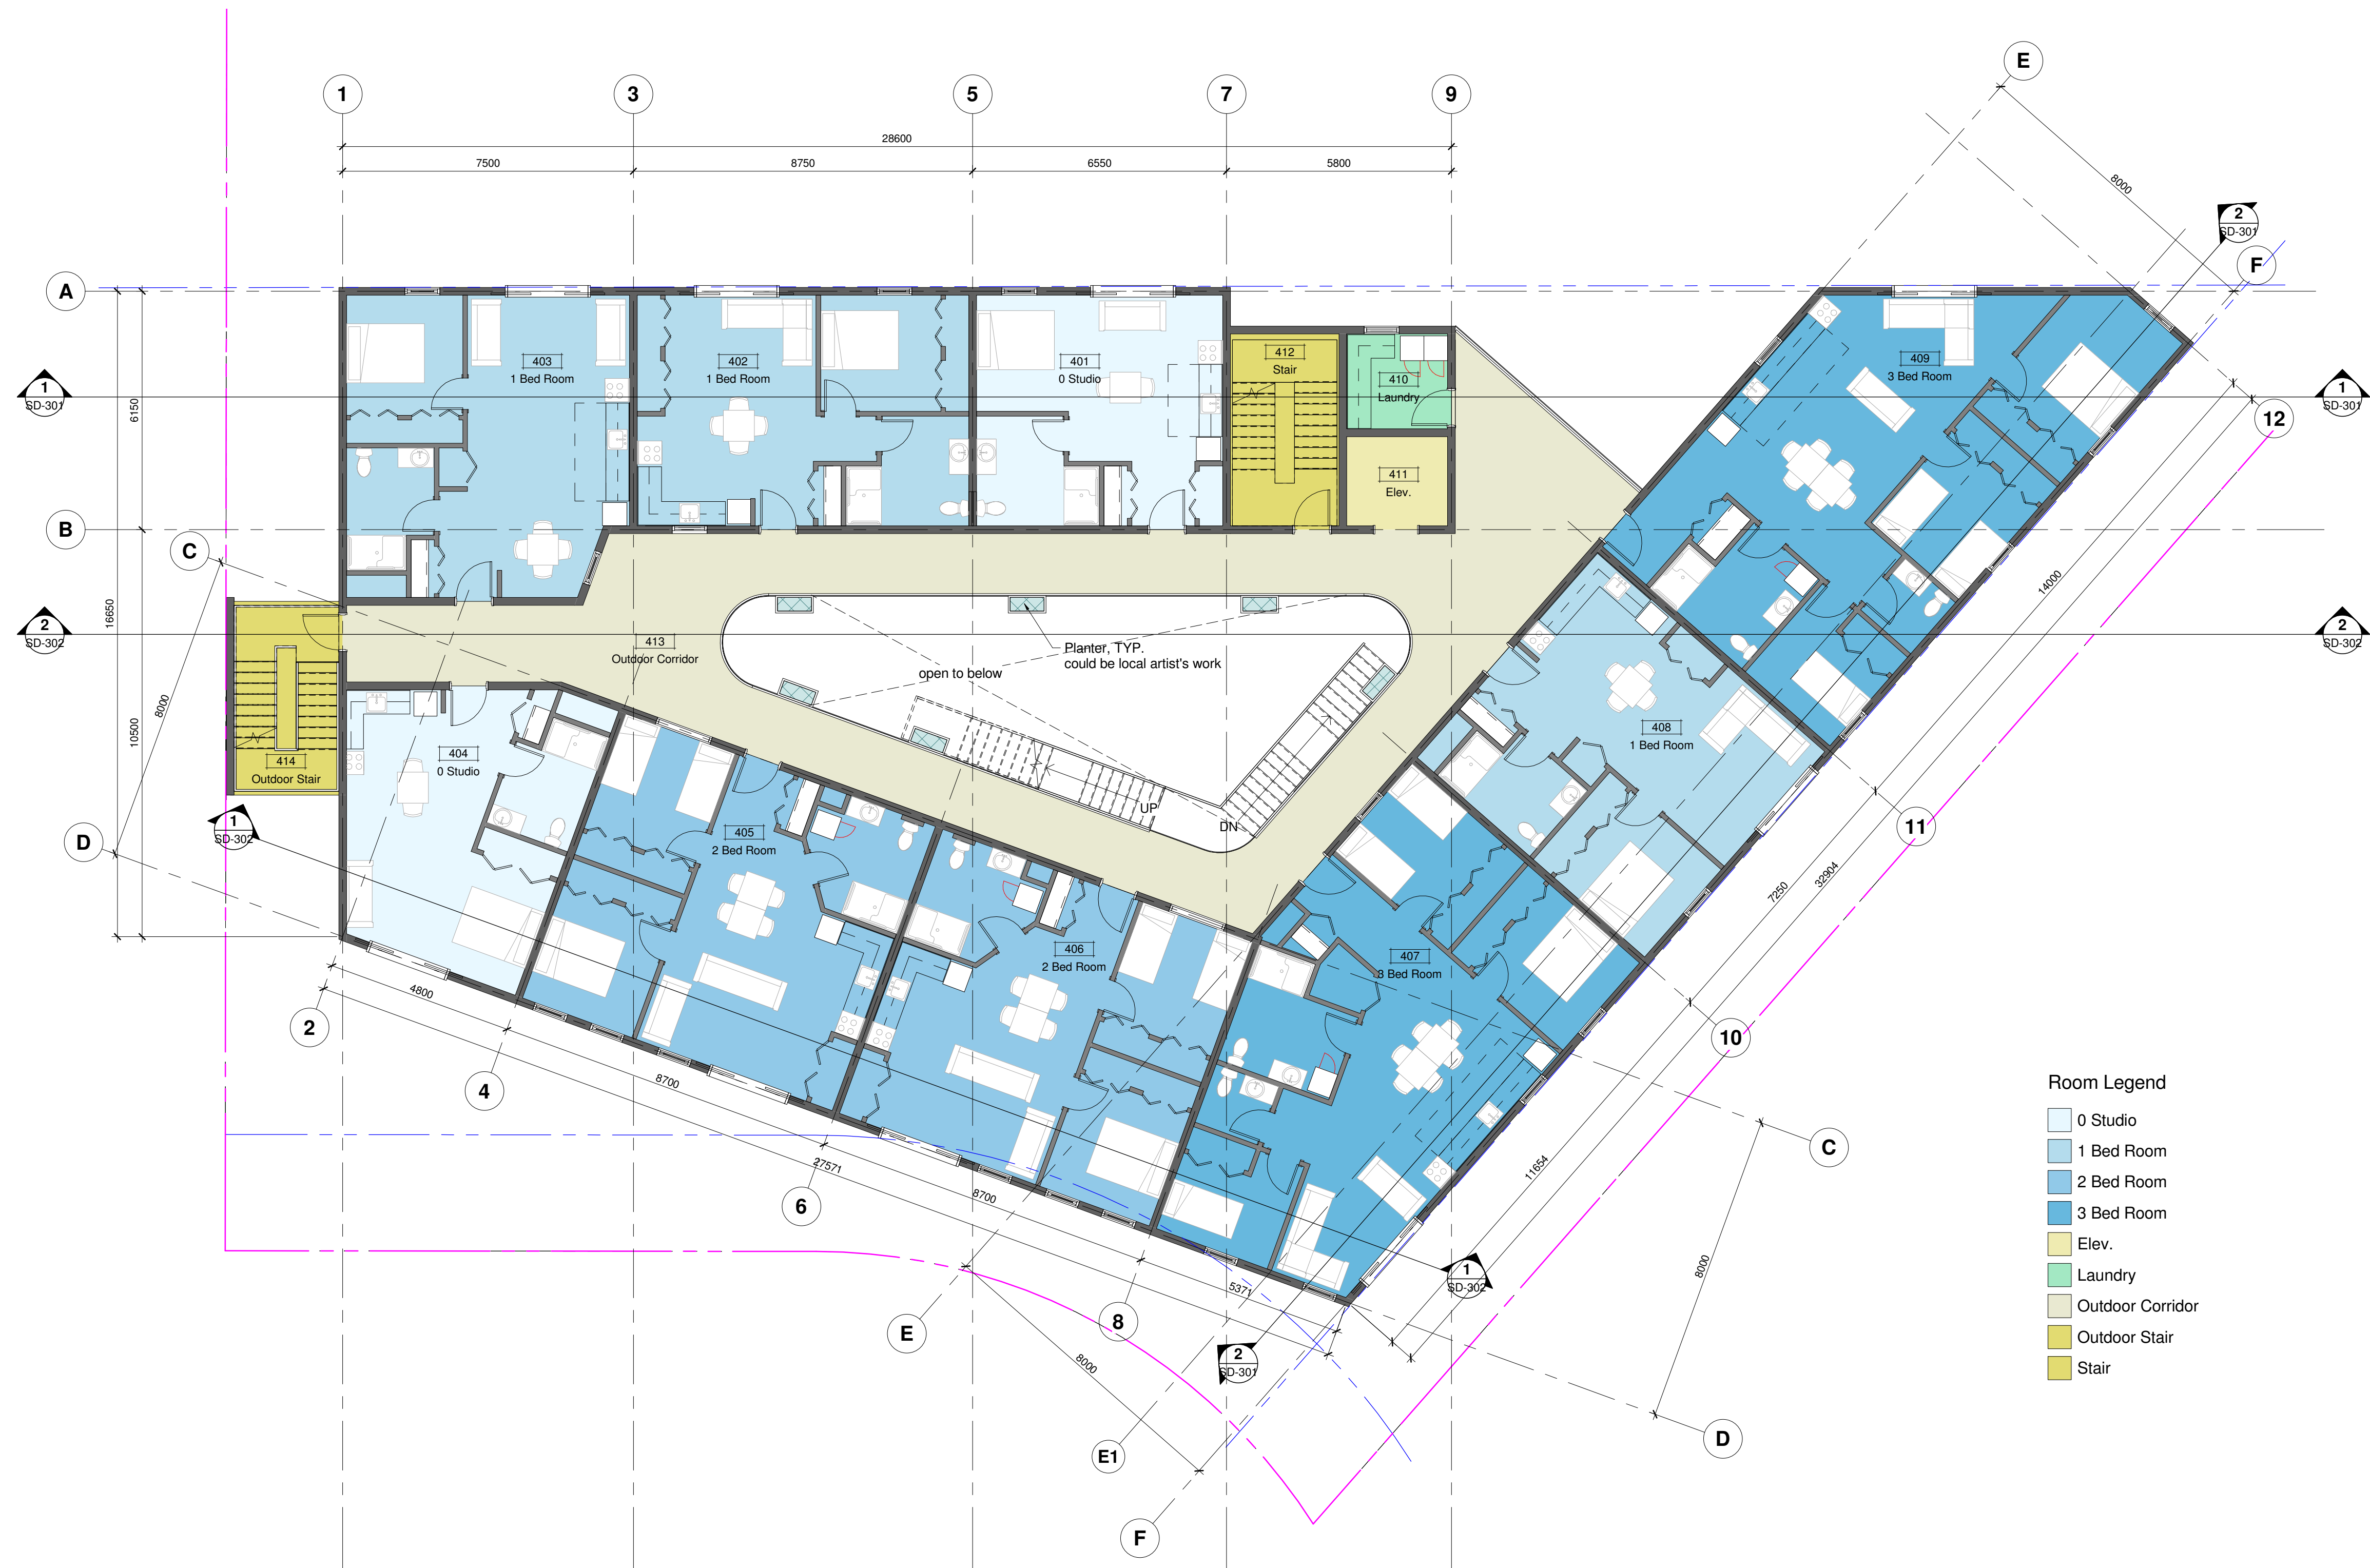 E
1
3
5
7
9
28600
7500
8750
6550
5800
8000
2
SD-301
F
A
403
1 Bed Room
402
1 Bed Room
401
0 Studio
412
Stair
410
Laundry
409
3 Bed Room
1
SD-301
1
SD-301
12
6150
411
Elev.
B
C
14000
16650
2
SD-302
413
Outdoor Corridor
Planter, TYP.
could be local artist's work
open to below
2
SD-302
8000
10500
404
0 Studio
414
Outdoor Stair
408
1 Bed Room
UP
DN
1
SD-302
D
405
2 Bed Room
406
2 Bed Room
407
3 Bed Room
11
7250
32904
4800
2
4
8700
10
Room Legend
0 Studio
1 Bed Room
2 Bed Room
3 Bed Room
Elev.
Laundry
Outdoor Corridor
Outdoor Stair
Stair
C
27571
11654
6
8700
5371
1
SD-302
8000
8
E
2
SD-301
8000
D
E1
F